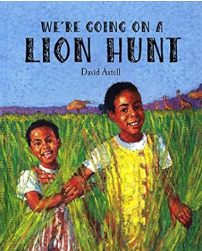 WE'RE GOING ON A
LION HUNT
David Axtell